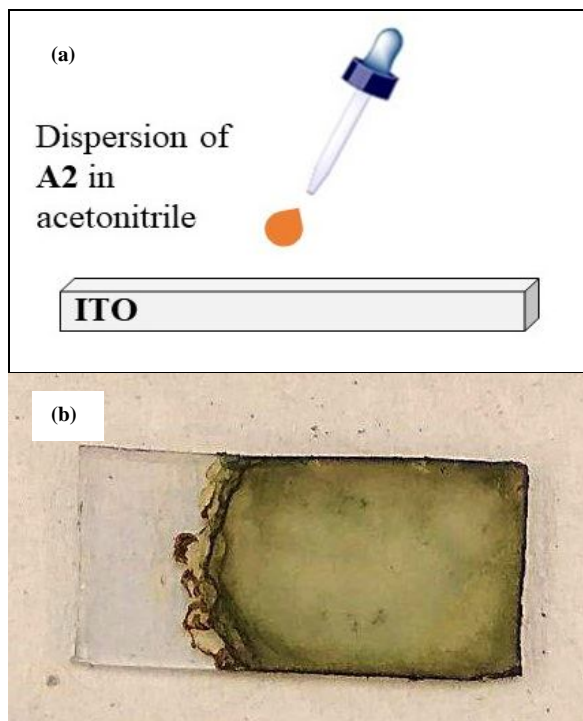 (a)
Dispersion of
A2 in
acetonitrile
ITO
(b)